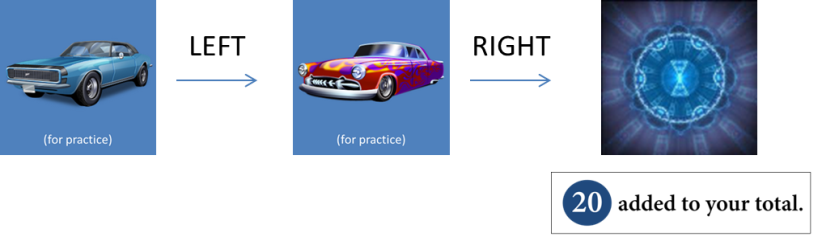 LEFT
RIGHT
(for practice)
(for practice)
20 added to your total.